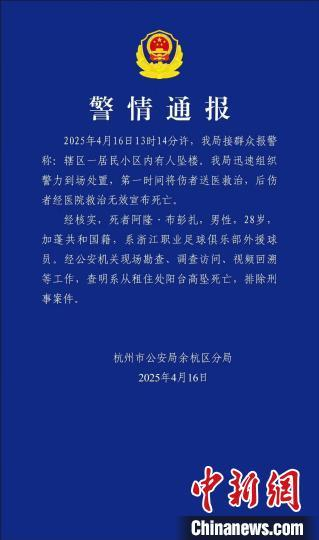 警情通报
2025年4月16日13时14分许，我局接群众报警
称：辖区一居民小区内有人坠楼。我局迅速组织
警力到场处置，第一时间将伤者送医救治，后伤
者经医院救治无效宣布死亡。
经核实，死者阿隆·布彭扎，男性，28岁，
加蓬共和国籍，系浙江职业足球俱乐部外援球
员。经公安机关现场勘查、调查访问、视频回溯
等工作，查明系从租住处阳台高坠死亡，排除刑
事案件。
杭州市公安局余杭区分局
2025年4月16日
中新网
Chinanews.com